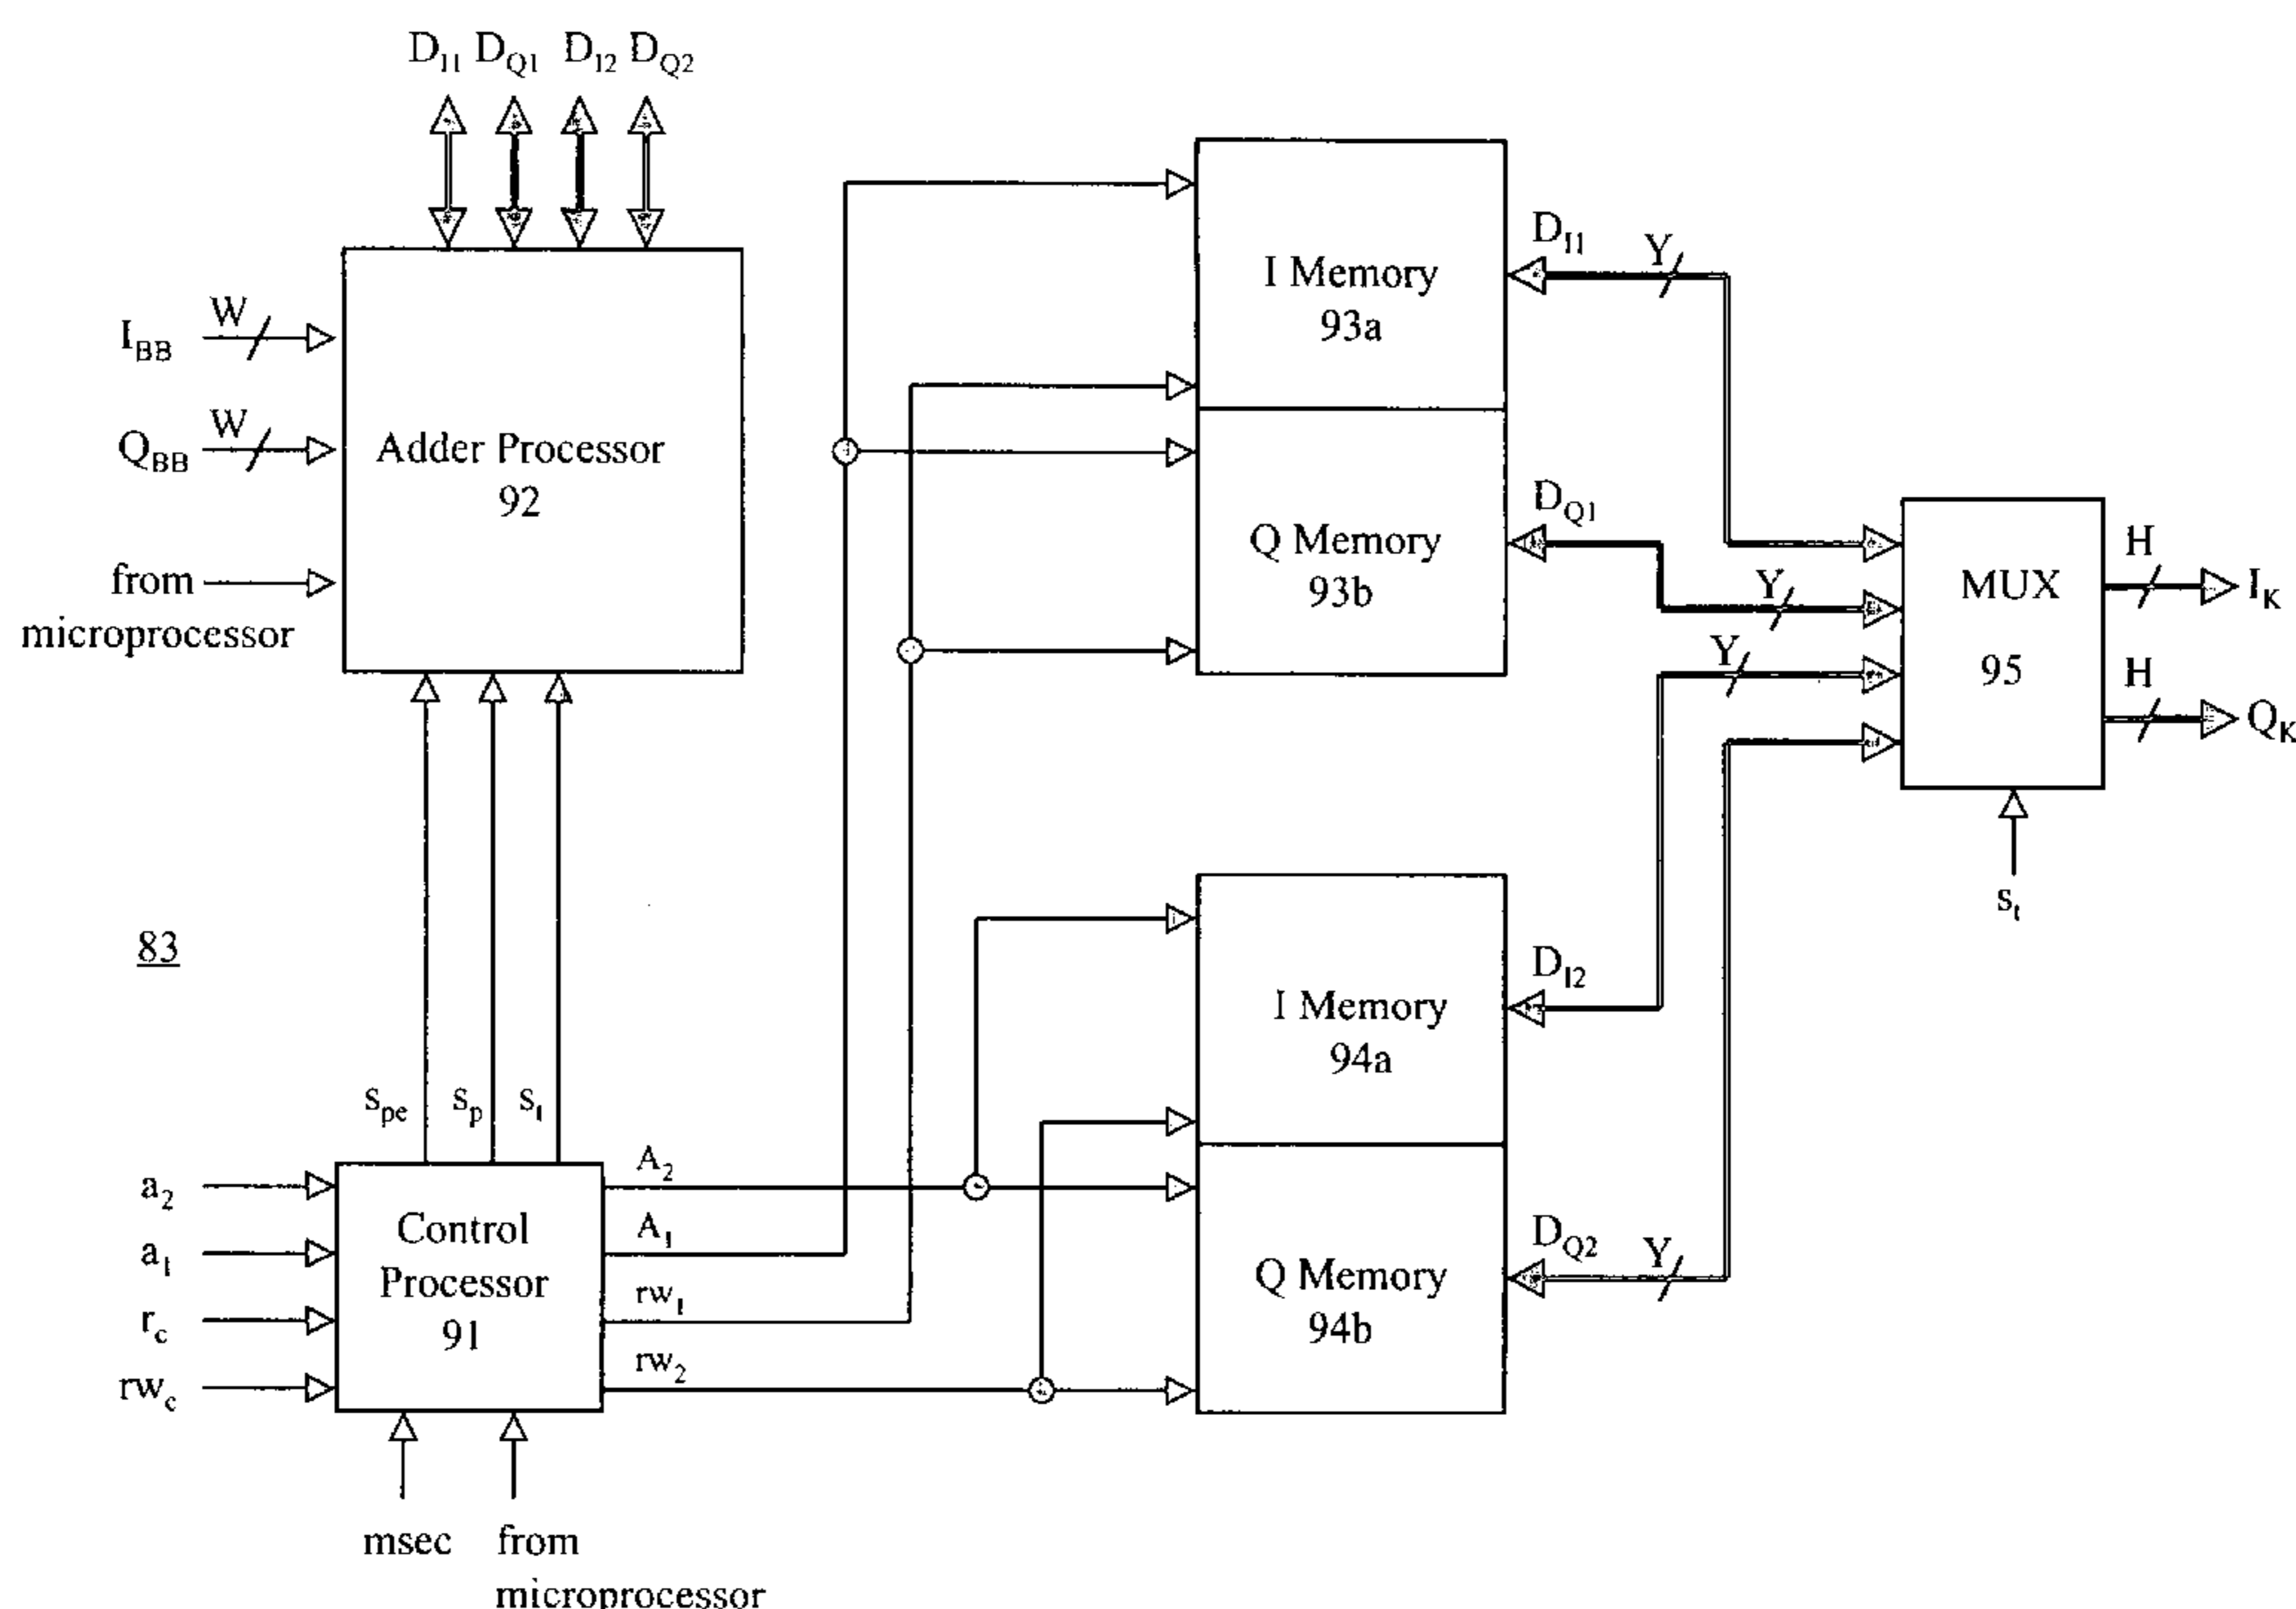 D_I1 D_Q1 D_I2 D_Q2
I_BB W
Q_BB W
from
microprocessor
Adder Processor
92
I Memory
93a
Q Memory
93b
D_I1 Y
D_Q1 Y
Y
MUX
95
H I_K
H Q_K
s_t
83
s_pe s_p s_t
a_2
a_1
r_c
rw_c
Control
Processor
91
A_2
A_1
rw_1
rw_2
I Memory
94a
Q Memory
94b
D_I2
D_Q2 Y
msec
from
microprocessor